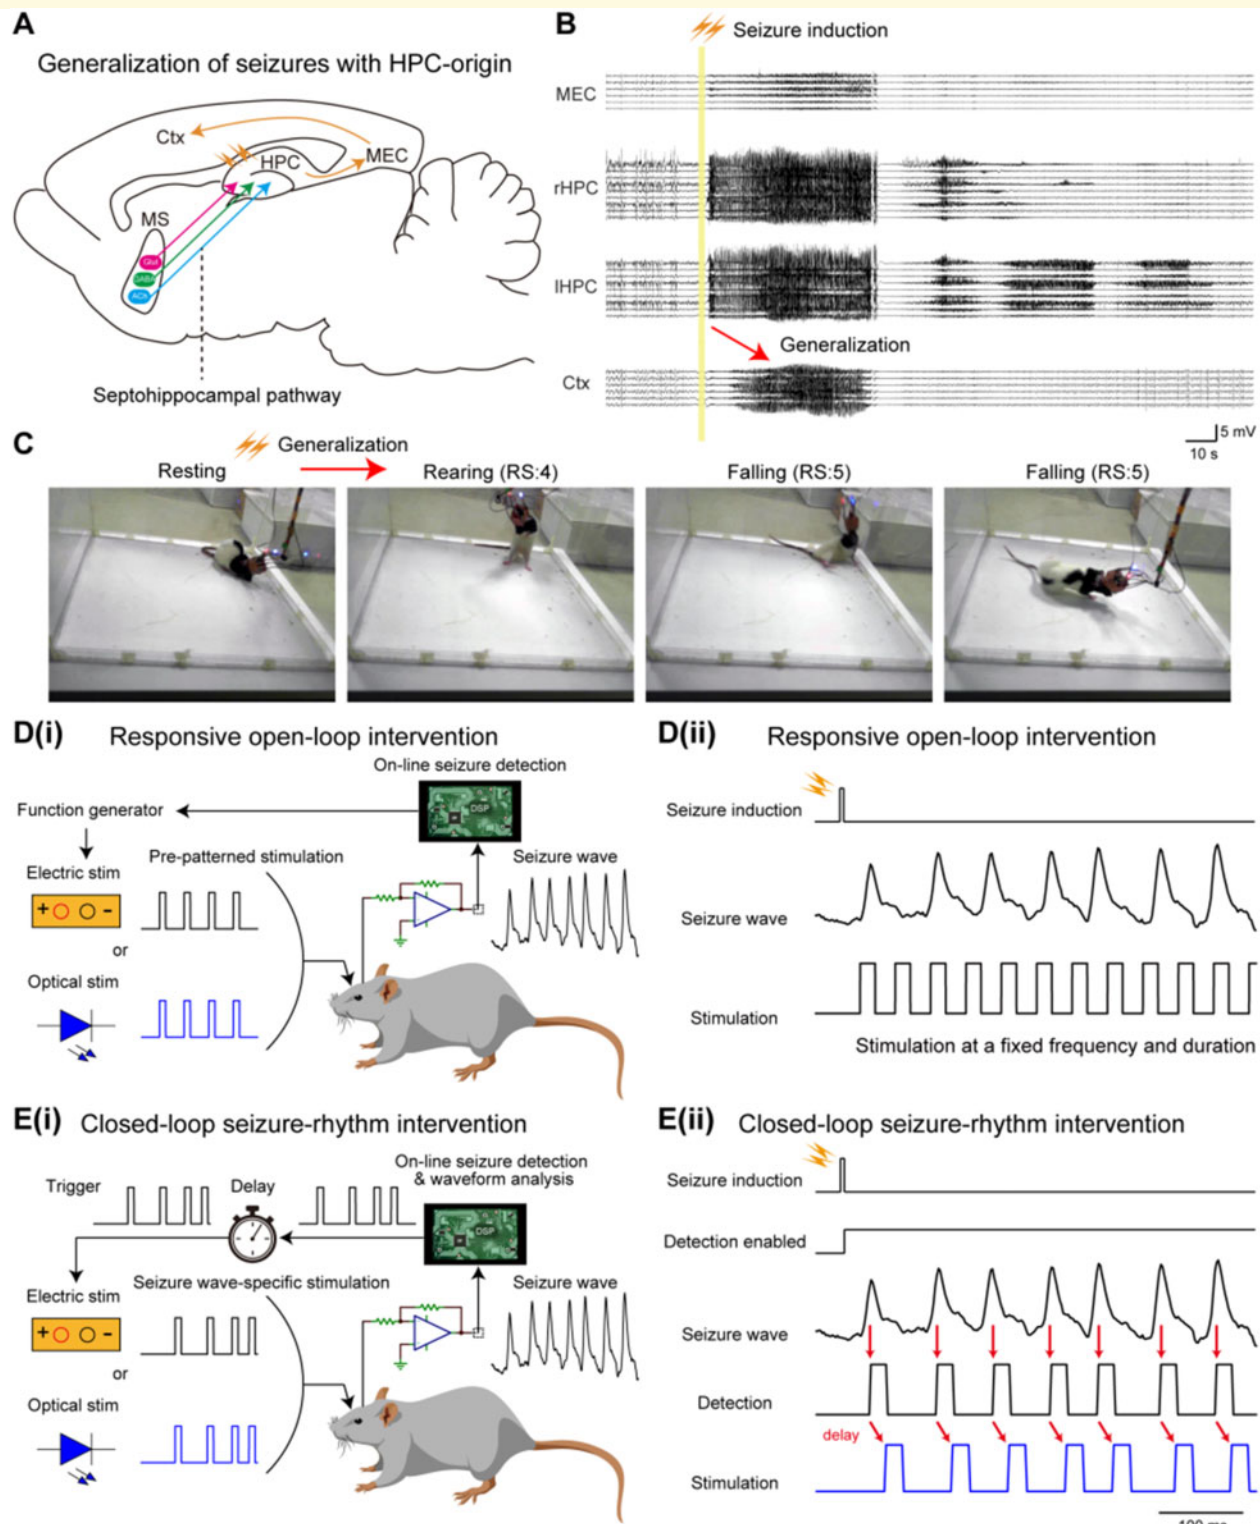 A
Generalization of seizures with HPC-origin
Ctx
HPC
MEC
MS
Glut
GABA
ACh
Septohippocampal pathway
B
Seizure induction
MEC
rHPC
lHPC
Generalization
Ctx
5 mV
10 s
C
Generalization
Resting
Rearing (RS:4)
Falling (RS:5)
Falling (RS:5)
D(i)
Responsive open-loop intervention
On-line seizure detection
Function generator
DSP
Electric stim
Pre-patterned stimulation
Seizure wave
+ -
or
Optical stim
D(ii)
Responsive open-loop intervention
Seizure induction
Seizure wave
Stimulation
Stimulation at a fixed frequency and duration
E(i)
Closed-loop seizure-rhythm intervention
On-line seizure detection
& waveform analysis
Trigger
Delay
DSP
Seizure wave-specific stimulation
Seizure wave
Electric stim
+ -
or
Optical stim
E(ii)
Closed-loop seizure-rhythm intervention
Seizure induction
Detection enabled
Seizure wave
Detection
delay
Stimulation